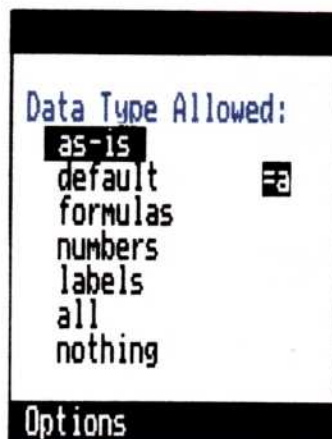 Data Type Allowed:
as-is
default =a
formulas
numbers
labels
all
nothing
Options